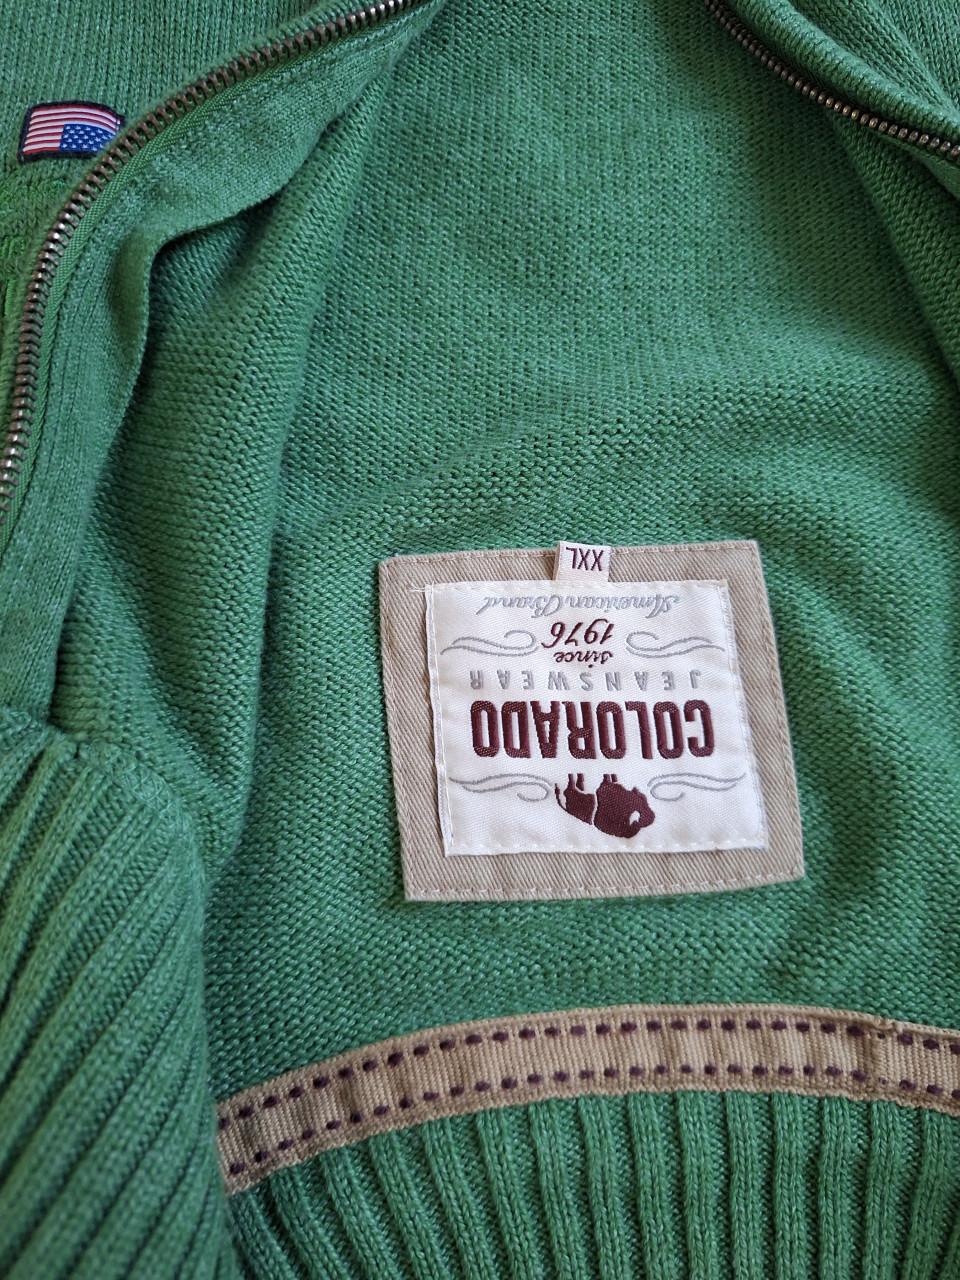 COLORADO
JEANSWEAR
since
1976
American Brand
XXL